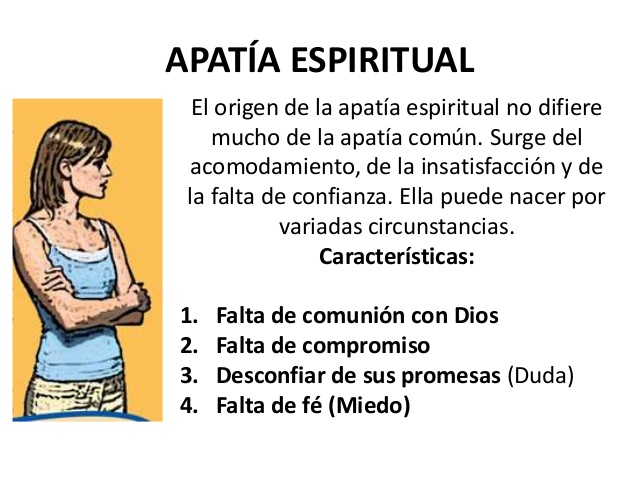 APATÍA ESPIRITUAL
El origen de la apatía espiritual no difiere
mucho de la apatía común. Surge del
acomodamiento, de la insatisfacción y de
la falta de confianza. Ella puede nacer por
variadas circunstancias.
Características:
1. Falta de comunión con Dios
2. Falta de compromiso
3. Desconfiar de sus promesas (Duda)
4. Falta de fé (Miedo)